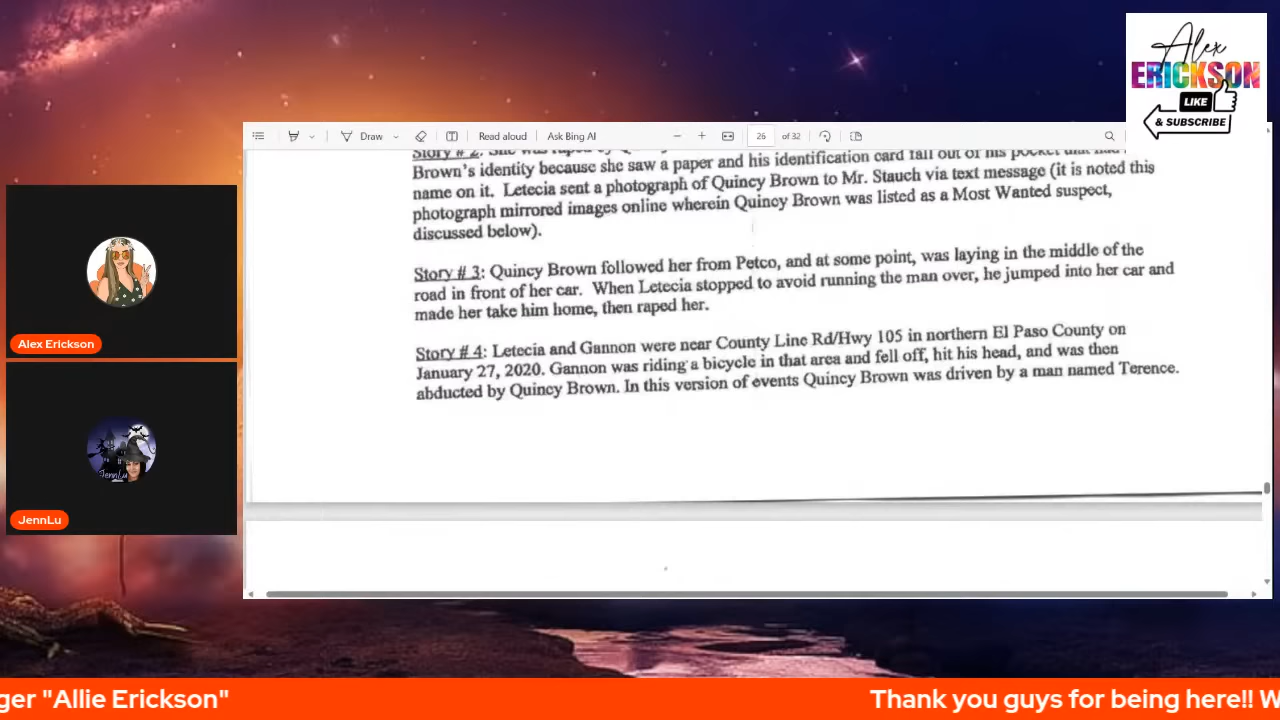 Alex
ERICKSON
LIKE
& SUBSCRIBE
Draw
Read aloud
Ask Bing AI
26
of 32
Story # 2: She was raped by
Brown's identity because she saw a paper and his identification card fall out of his pocket that had
name on it. Letecia sent a photograph of Quincy Brown to Mr. Stauch via text message (it is noted this
photograph mirrored images online wherein Quincy Brown was listed as a Most Wanted suspect,
discussed below).
Story # 3: Quincy Brown followed her from Petco, and at some point, was laying in the middle of the
road in front of her car. When Letecia stopped to avoid running the man over, he jumped into her car and
made her take him home, then raped her.
Story # 4: Letecia and Gannon were near County Line Rd/Hwy 105 in northern El Paso County on
January 27, 2020. Gannon was riding a bicycle in that area and fell off, hit his head, and was then
abducted by Quincy Brown. In this version of events Quincy Brown was driven by a man named Terence.
Alex Erickson
JennLu
JennLu
ger "Allie Erickson"
Thank you guys for being here!! W